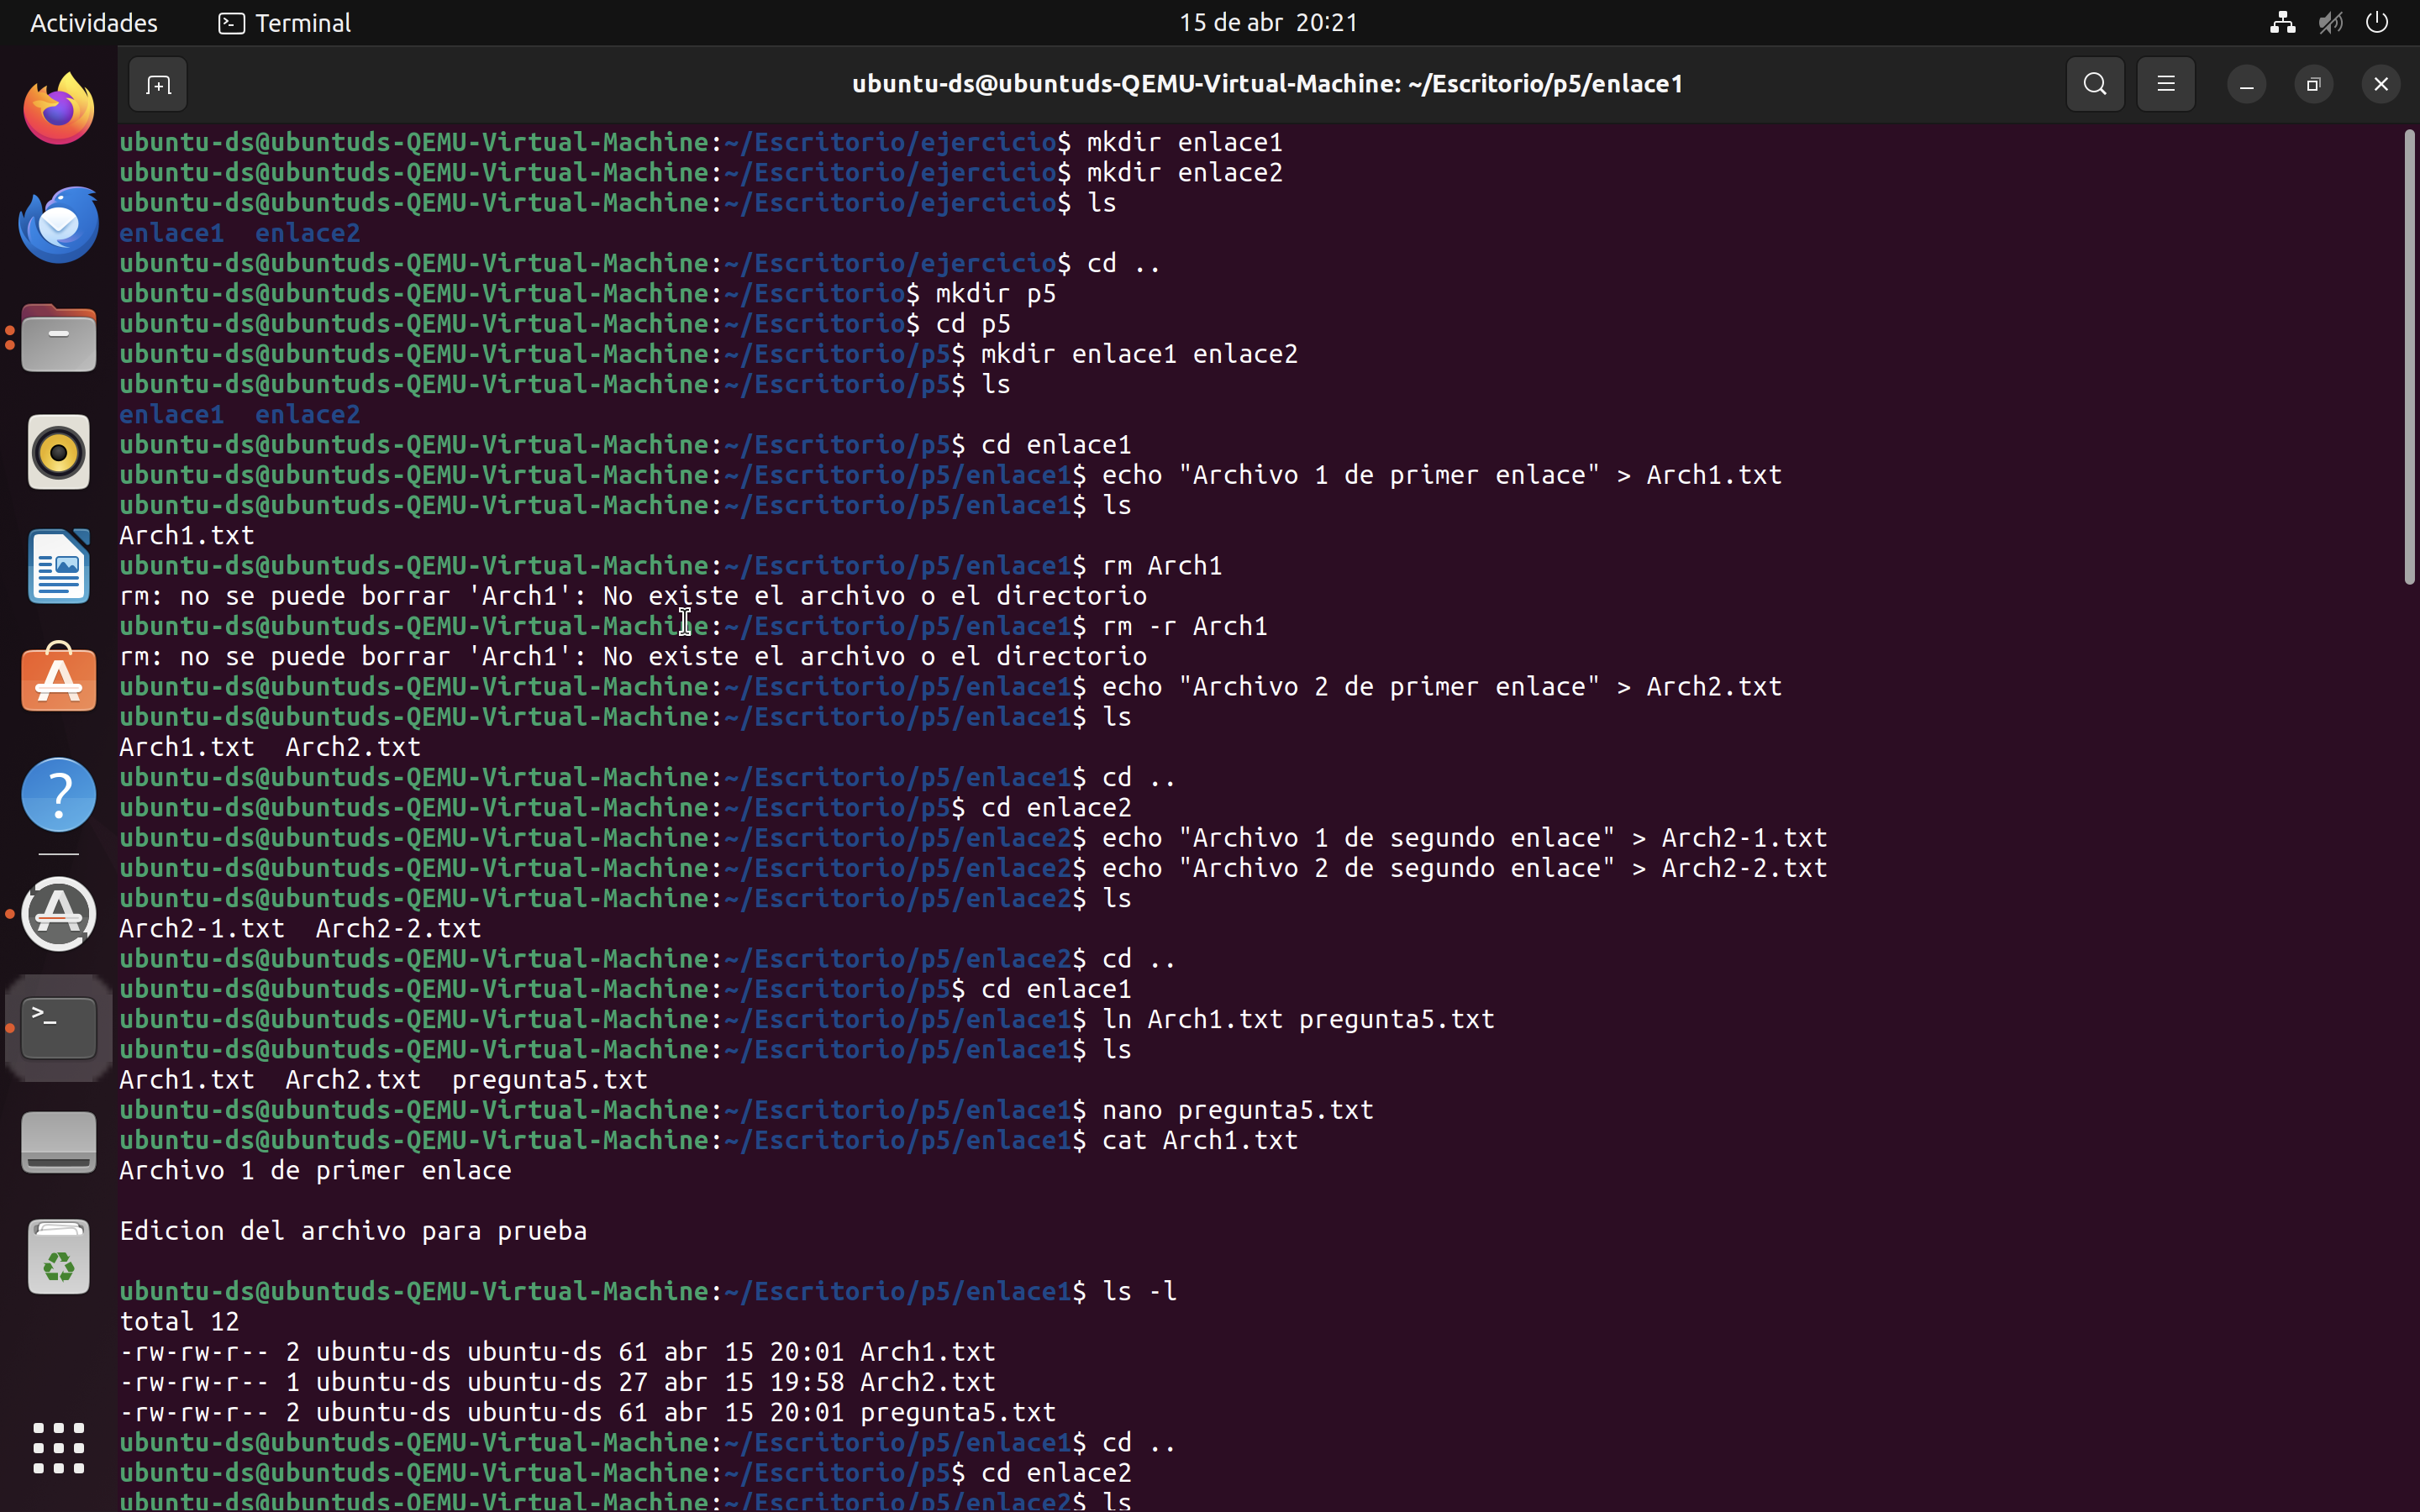 Actividades
Terminal
15 de abr 20:21
ubuntu-ds@ubuntuds-QEMU-Virtual-Machine: ~/Escritorio/p5/enlace1
ubuntu-ds@ubuntuds-QEMU-Virtual-Machine:~/Escritorio/ejercicio$ mkdir enlace1
ubuntu-ds@ubuntuds-QEMU-Virtual-Machine:~/Escritorio/ejercicio$ mkdir enlace2
ubuntu-ds@ubuntuds-QEMU-Virtual-Machine:~/Escritorio/ejercicio$ ls
enlace1  enlace2
ubuntu-ds@ubuntuds-QEMU-Virtual-Machine:~/Escritorio/ejercicio$ cd ..
ubuntu-ds@ubuntuds-QEMU-Virtual-Machine:~/Escritorio$ mkdir p5
ubuntu-ds@ubuntuds-QEMU-Virtual-Machine:~/Escritorio$ cd p5
ubuntu-ds@ubuntuds-QEMU-Virtual-Machine:~/Escritorio/p5$ mkdir enlace1 enlace2
ubuntu-ds@ubuntuds-QEMU-Virtual-Machine:~/Escritorio/p5$ ls
enlace1  enlace2
ubuntu-ds@ubuntuds-QEMU-Virtual-Machine:~/Escritorio/p5$ cd enlace1
ubuntu-ds@ubuntuds-QEMU-Virtual-Machine:~/Escritorio/p5/enlace1$ echo "Archivo 1 de primer enlace" > Arch1.txt
ubuntu-ds@ubuntuds-QEMU-Virtual-Machine:~/Escritorio/p5/enlace1$ ls
Arch1.txt
ubuntu-ds@ubuntuds-QEMU-Virtual-Machine:~/Escritorio/p5/enlace1$ rm Arch1
rm: no se puede borrar 'Arch1': No existe el archivo o el directorio
ubuntu-ds@ubuntuds-QEMU-Virtual-Machine:~/Escritorio/p5/enlace1$ rm -r Arch1
rm: no se puede borrar 'Arch1': No existe el archivo o el directorio
ubuntu-ds@ubuntuds-QEMU-Virtual-Machine:~/Escritorio/p5/enlace1$ echo "Archivo 2 de primer enlace" > Arch2.txt
ubuntu-ds@ubuntuds-QEMU-Virtual-Machine:~/Escritorio/p5/enlace1$ ls
Arch1.txt  Arch2.txt
ubuntu-ds@ubuntuds-QEMU-Virtual-Machine:~/Escritorio/p5/enlace1$ cd ..
ubuntu-ds@ubuntuds-QEMU-Virtual-Machine:~/Escritorio/p5$ cd enlace2
ubuntu-ds@ubuntuds-QEMU-Virtual-Machine:~/Escritorio/p5/enlace2$ echo "Archivo 1 de segundo enlace" > Arch2-1.txt
ubuntu-ds@ubuntuds-QEMU-Virtual-Machine:~/Escritorio/p5/enlace2$ echo "Archivo 2 de segundo enlace" > Arch2-2.txt
ubuntu-ds@ubuntuds-QEMU-Virtual-Machine:~/Escritorio/p5/enlace2$ ls
Arch2-1.txt  Arch2-2.txt
ubuntu-ds@ubuntuds-QEMU-Virtual-Machine:~/Escritorio/p5/enlace2$ cd ..
ubuntu-ds@ubuntuds-QEMU-Virtual-Machine:~/Escritorio/p5$ cd enlace1
ubuntu-ds@ubuntuds-QEMU-Virtual-Machine:~/Escritorio/p5/enlace1$ ln Arch1.txt pregunta5.txt
ubuntu-ds@ubuntuds-QEMU-Virtual-Machine:~/Escritorio/p5/enlace1$ ls
Arch1.txt  Arch2.txt  pregunta5.txt
ubuntu-ds@ubuntuds-QEMU-Virtual-Machine:~/Escritorio/p5/enlace1$ nano pregunta5.txt
ubuntu-ds@ubuntuds-QEMU-Virtual-Machine:~/Escritorio/p5/enlace1$ cat Arch1.txt
Archivo 1 de primer enlace
Edicion del archivo para prueba
ubuntu-ds@ubuntuds-QEMU-Virtual-Machine:~/Escritorio/p5/enlace1$ ls -l
total 12
-rw-rw-r-- 2 ubuntu-ds ubuntu-ds 61 abr 15 20:01 Arch1.txt
-rw-rw-r-- 1 ubuntu-ds ubuntu-ds 27 abr 15 19:58 Arch2.txt
-rw-rw-r-- 2 ubuntu-ds ubuntu-ds 61 abr 15 20:01 pregunta5.txt
ubuntu-ds@ubuntuds-QEMU-Virtual-Machine:~/Escritorio/p5/enlace1$ cd ..
ubuntu-ds@ubuntuds-QEMU-Virtual-Machine:~/Escritorio/p5$ cd enlace2
ubuntu-ds@ubuntuds-QEMU-Virtual-Machine:~/Escritorio/p5/enlace2$ ls